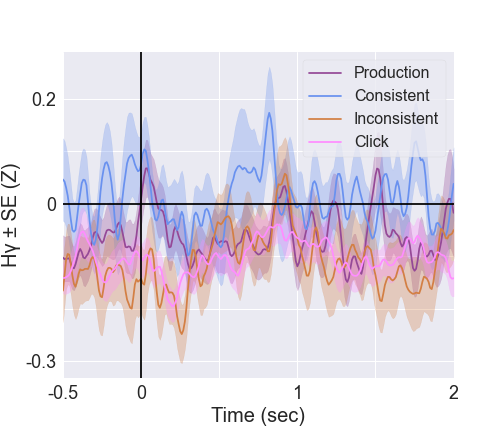 Production
Consistent
Inconsistent
Click
0.2
0
-0.3
Hγ ± SE (Z)
-0.5 0 1 2
Time (sec)